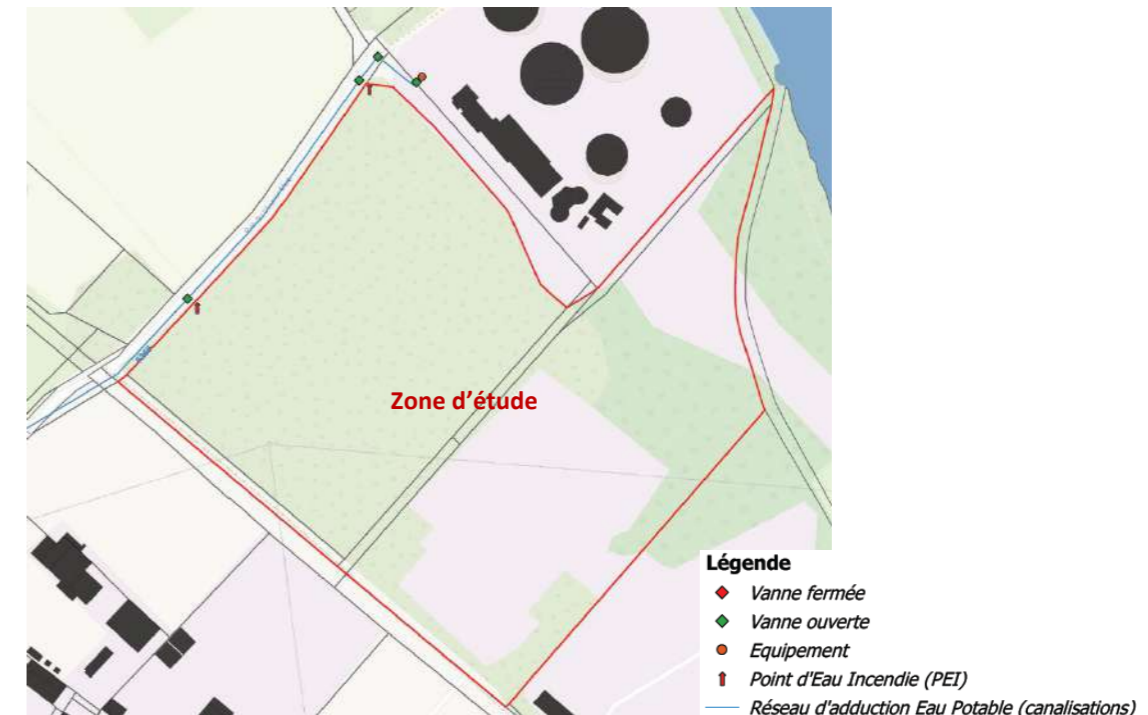 Zone d'étude
Légende
Vanne fermée
Vanne ouverte
Equipement
Point d'Eau Incendie (PEI)
Réseau d'adduction Eau Potable (canalisations)